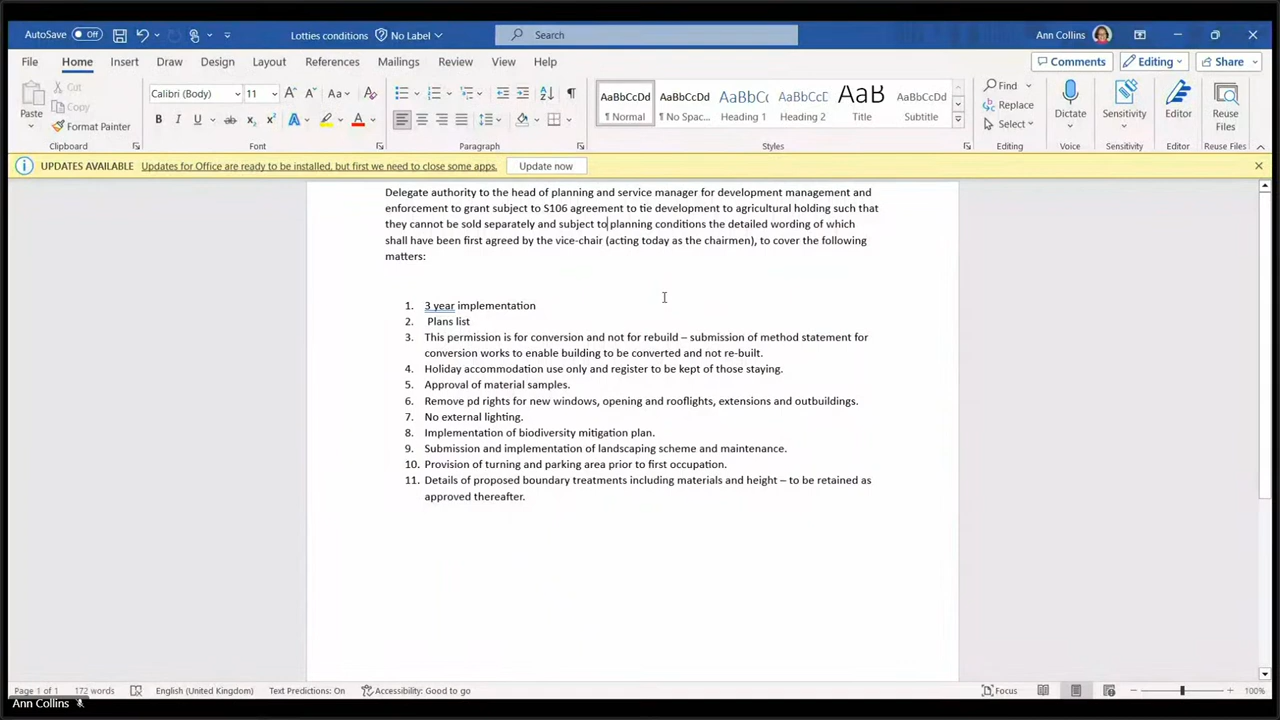 AutoSave Off Lotties conditions No Label Search Ann Collins
File Home Insert Draw Design Layout References Mailings Review View Help Comments Editing Share
Paste Cut Copy Format Painter
Calibri (Body) 11 Aa
B I U ab x₂ x² A A
AaBbCcDd AaBbCcDd AaBbCc AaBbCcD AaB AaBbCcD
¶ Normal ¶ No Spac... Heading 1 Heading 2 Title Subtitle
Find Replace Select Dictate Sensitivity Editor Reuse Files
Clipboard Font Paragraph Styles Editing Voice Sensitivity Editor Reuse Files
UPDATES AVAILABLE Updates for Office are ready to be installed, but first we need to close some apps. Update now
Delegate authority to the head of planning and service manager for development management and
enforcement to grant subject to S106 agreement to tie development to agricultural holding such that
they cannot be sold separately and subject to planning conditions the detailed wording of which
shall have been first agreed by the vice-chair (acting today as the chairmen), to cover the following
matters:
1. 3 year implementation
2. Plans list
3. This permission is for conversion and not for rebuild – submission of method statement for
conversion works to enable building to be converted and not re-built.
4. Holiday accommodation use only and register to be kept of those staying.
5. Approval of material samples.
6. Remove pd rights for new windows, opening and rooflights, extensions and outbuildings.
7. No external lighting.
8. Implementation of biodiversity mitigation plan.
9. Submission and implementation of landscaping scheme and maintenance.
10. Provision of turning and parking area prior to first occupation.
11. Details of proposed boundary treatments including materials and height – to be retained as
approved thereafter.
Page 1 of 1 172 words English (United Kingdom) Text Predictions: On Accessibility: Good to go Focus 100%
Ann Collins